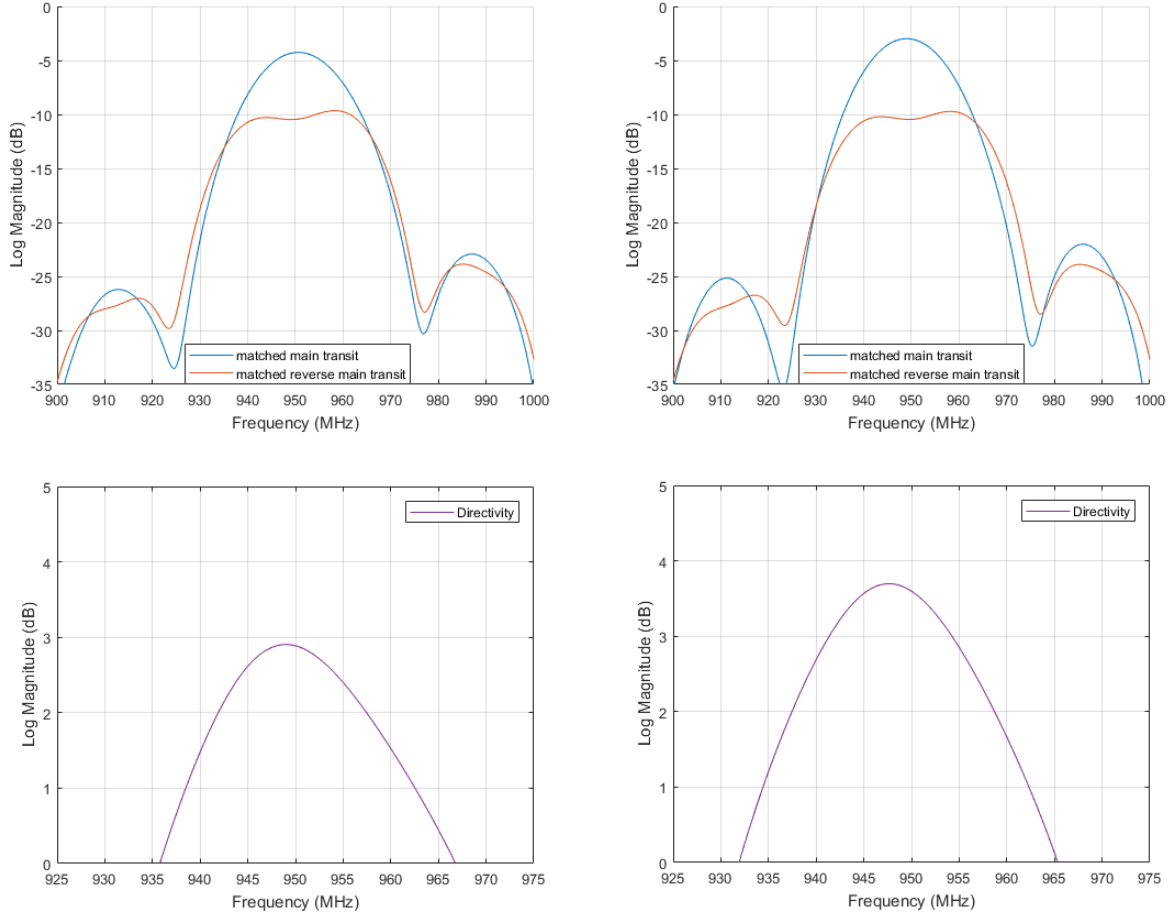 0
-5
-10
-15
-20
-25
-30
-35
Log Magnitude (dB)
matched main transit
matched reverse main transit
900 910 920 930 940 950 960 970 980 990 1000
Frequency (MHz)
0
-5
-10
-15
-20
-25
-30
-35
Log Magnitude (dB)
matched main transit
matched reverse main transit
900 910 920 930 940 950 960 970 980 990 1000
Frequency (MHz)
5
4
3
2
1
0
Log Magnitude (dB)
Directivity
925 930 935 940 945 950 955 960 965 970 975
Frequency (MHz)
5
4
3
2
1
0
Log Magnitude (dB)
Directivity
925 930 935 940 945 950 955 960 965 970 975
Frequency (MHz)